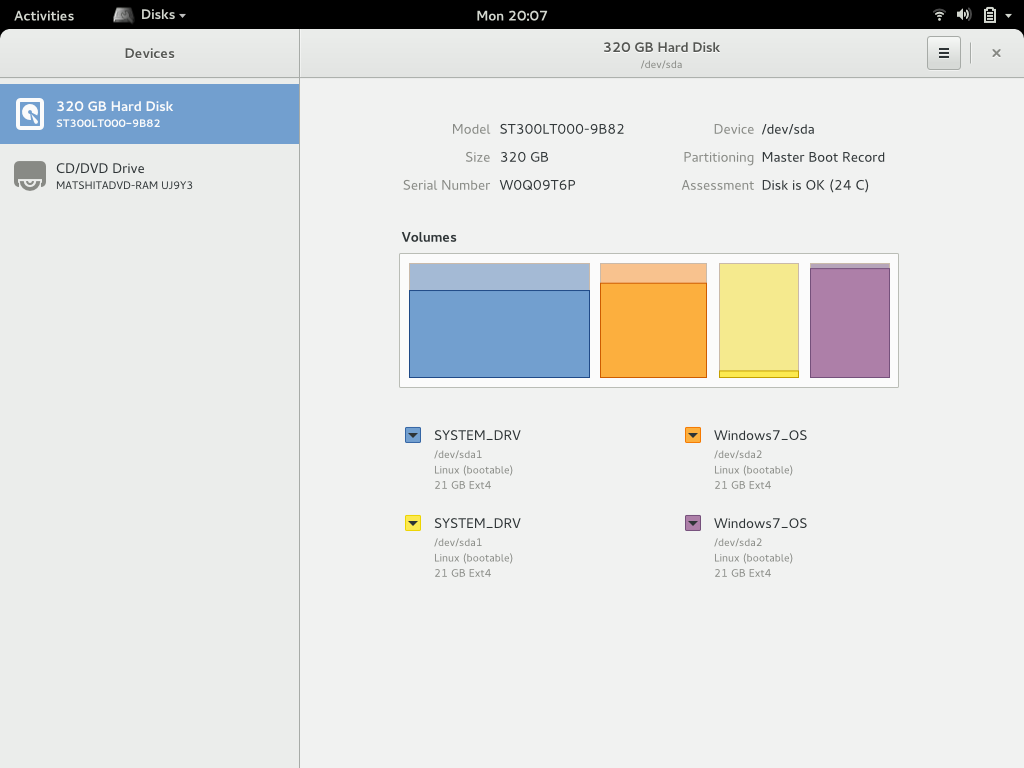 Activities
Disks
Mon 20:07
Devices
320 GB Hard Disk
/dev/sda
320 GB Hard Disk
ST300LT000-9B82
CD/DVD Drive
MATSHITADVD-RAM UJ9Y3
Model ST300LT000-9B82
Device /dev/sda
Size 320 GB
Partitioning Master Boot Record
Serial Number W0Q09T6P
Assessment Disk is OK (24 C)
Volumes
SYSTEM_DRV
/dev/sda1
Linux (bootable)
21 GB Ext4
Windows7_OS
/dev/sda2
Linux (bootable)
21 GB Ext4
SYSTEM_DRV
/dev/sda1
Linux (bootable)
21 GB Ext4
Windows7_OS
/dev/sda2
Linux (bootable)
21 GB Ext4